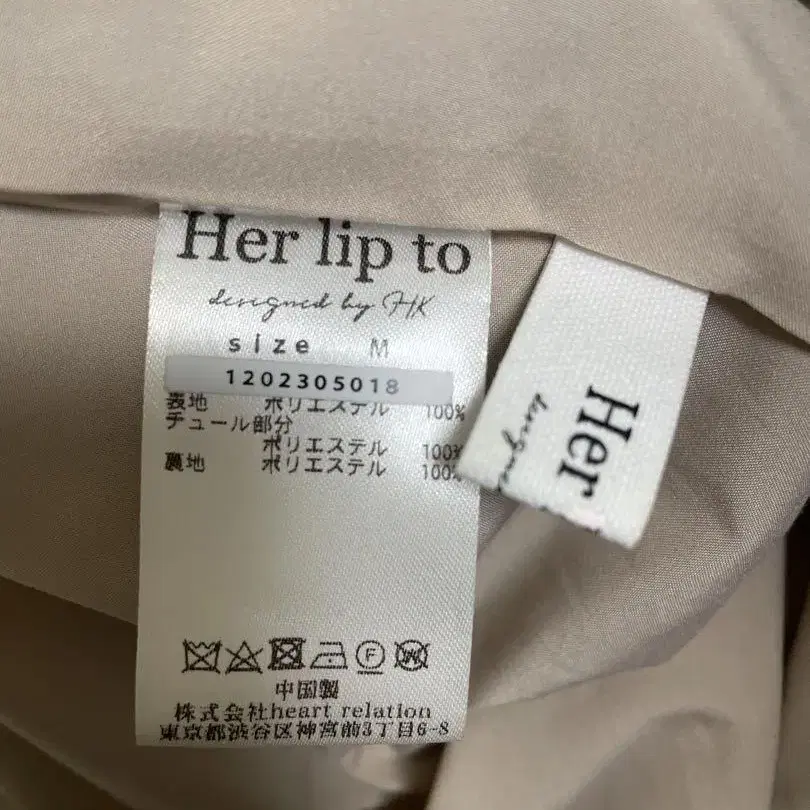 Her lip to
designed by HK
size M
1202305018
表地 ポリエステル 100%
チュール部分
ポリエステル 100%
裏地 ポリエステル 100%
F
W
中国製
株式会社heart relation
東京都渋谷区神宮前3丁目6-8
Her